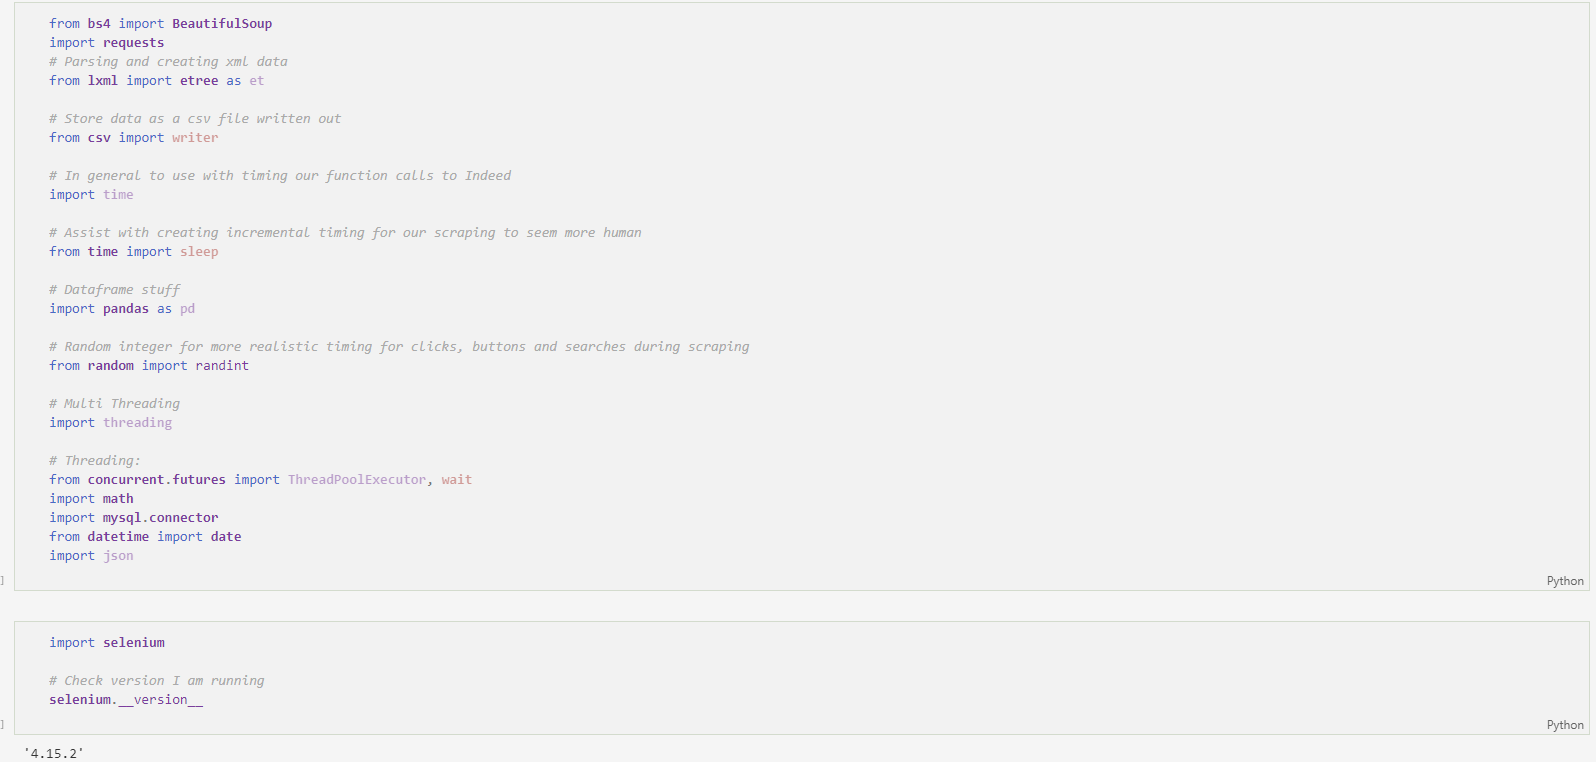 from bs4 import BeautifulSoup
import requests
# Parsing and creating xml data
from lxml import etree as et
# Store data as a csv file written out
from csv import writer
# In general to use with timing our function calls to Indeed
import time
# Assist with creating incremental timing for our scraping to seem more human
from time import sleep
# Dataframe stuff
import pandas as pd
# Random integer for more realistic timing for clicks, buttons and searches during scraping
from random import randint
# Multi Threading
import threading
# Threading:
from concurrent.futures import ThreadPoolExecutor, wait
import math
import mysql.connector
from datetime import date
import json
]
Python
import selenium
# Check version I am running
selenium.__version__
]
Python
'4.15.2'